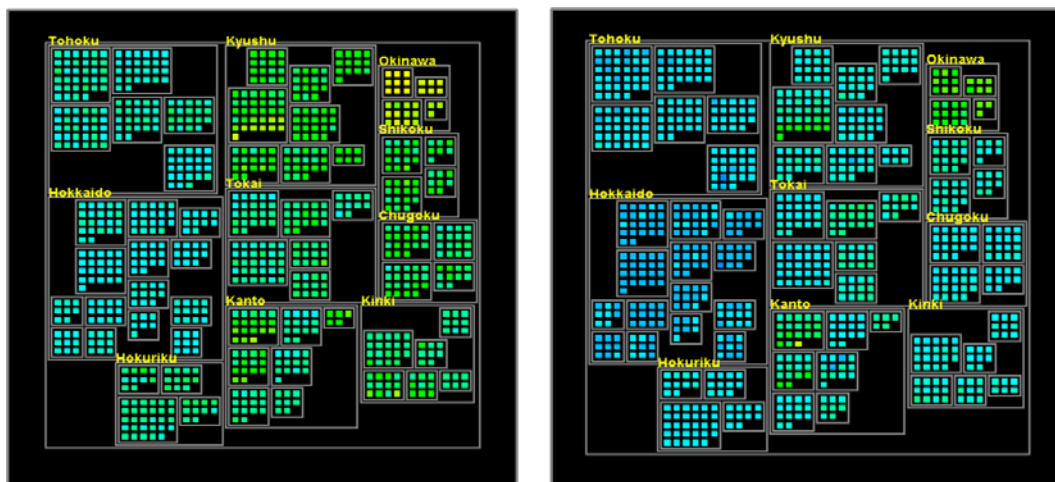 Tohoku
Kyushu
Okinawa
Shikoku
Hokkaido
Tokai
Chugoku
Kanto
Kinki
Hokuriku
Tohoku
Kyushu
Okinawa
Shikoku
Hokkaido
Tokai
Chugoku
Kanto
Kinki
Hokuriku